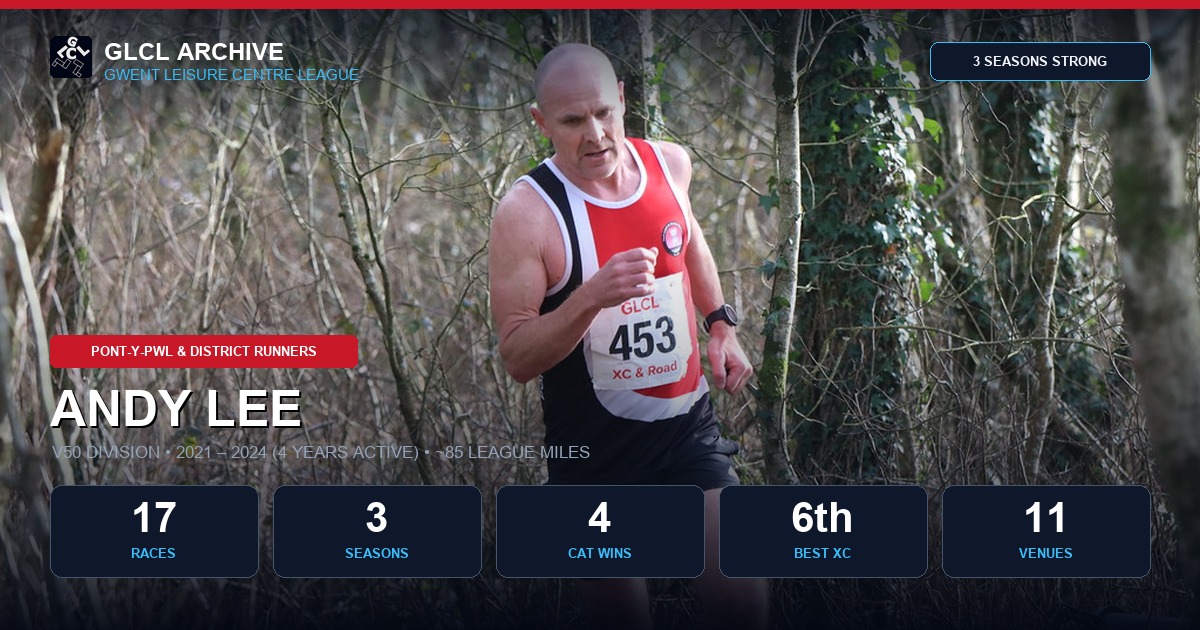 GLCL ARCHIVE
GWENT LEISURE CENTRE LEAGUE
3 SEASONS STRONG
GLCL
453
XC & Road
PONT-Y-PWL & DISTRICT RUNNERS
ANDY LEE
V50 DIVISION • 2021 – 2024 (4 YEARS ACTIVE) • ~85 LEAGUE MILES
17
RACES
3
SEASONS
4
CAT WINS
6th
BEST XC
11
VENUES